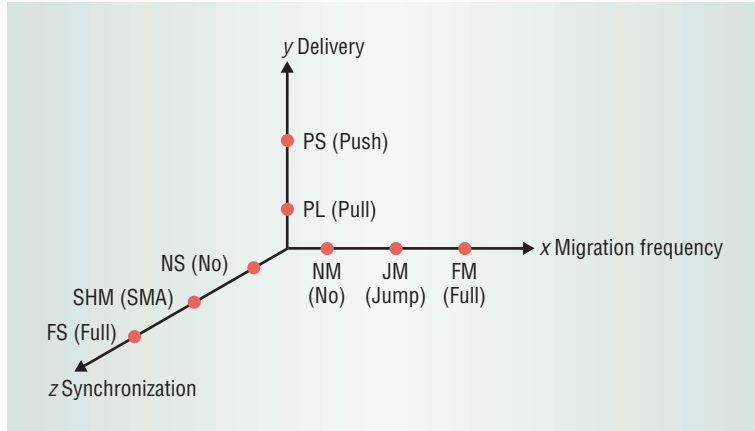 y Delivery
PS (Push)
PL (Pull)
x Migration frequency
NS (No)
NM
(No)
JM
(Jump)
FM
(Full)
SHM (SMA)
FS (Full)
z Synchronization